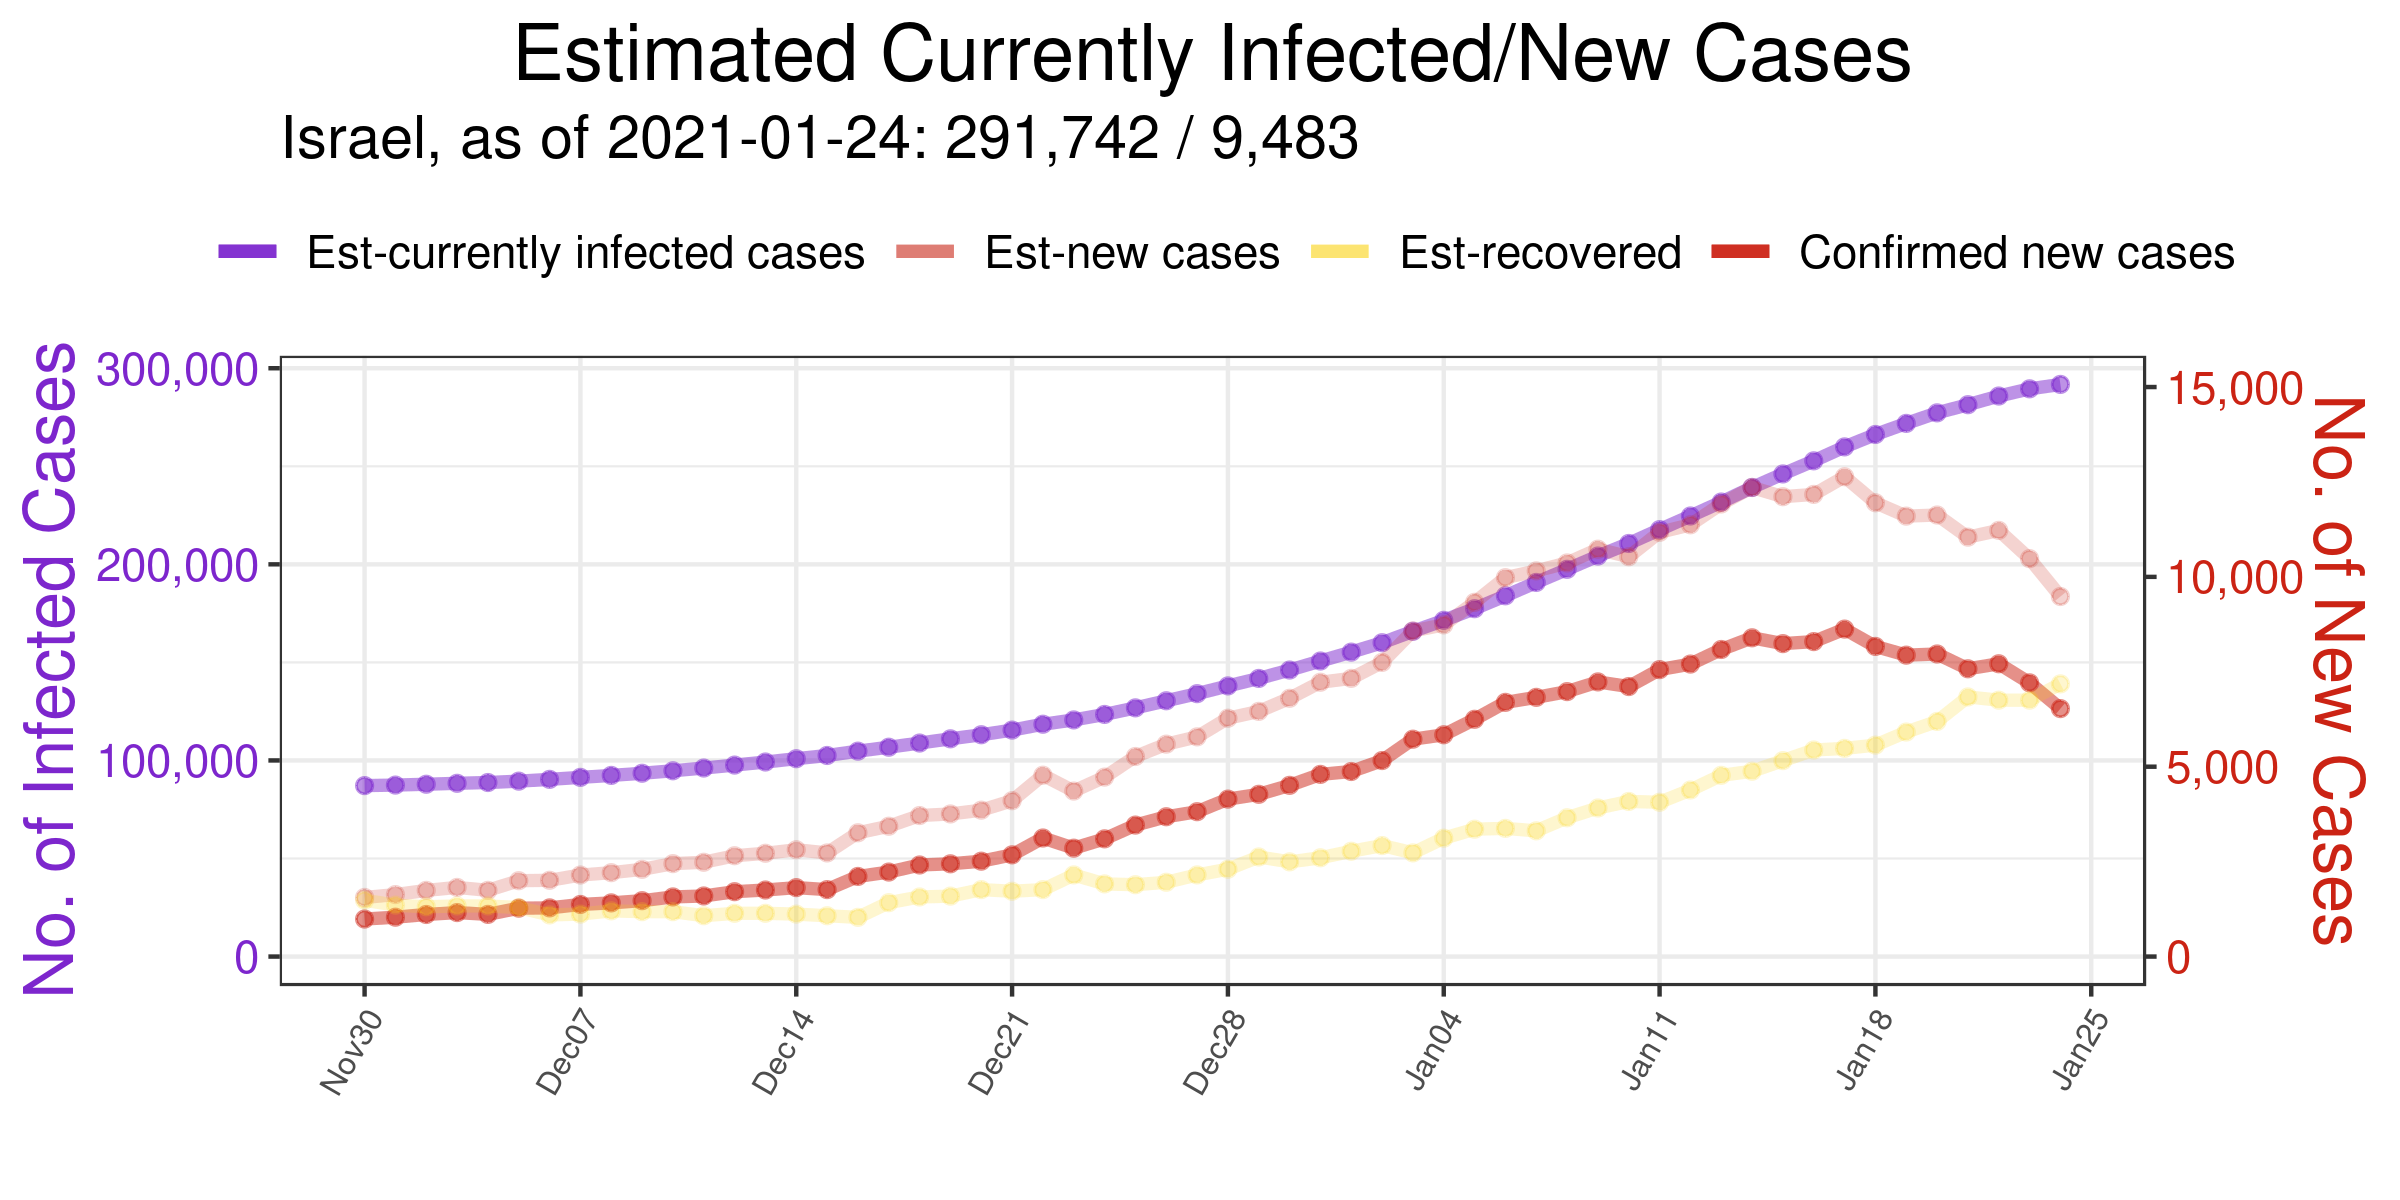 Estimated Currently Infected/New Cases
Israel, as of 2021-01-24: 291,742 / 9,483
Est-currently infected cases Est-new cases Est-recovered Confirmed new cases
No. of Infected Cases
300,000
200,000
100,000
0
15,000
10,000
5,000
0
No. of New Cases
Nov30 Dec07 Dec14 Dec21 Dec28 Jan04 Jan11 Jan18 Jan25